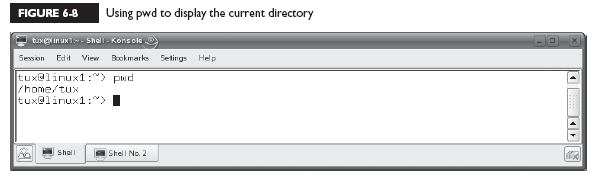 FIGURE 6-8 Using pwd to display the current directory
tux@linux1:~ - Shell - Konsole
Session Edit View Bookmarks Settings Help
tux@linux1:~> pwd
/home/tux
tux@linux1:~>
Shell Shell No. 2